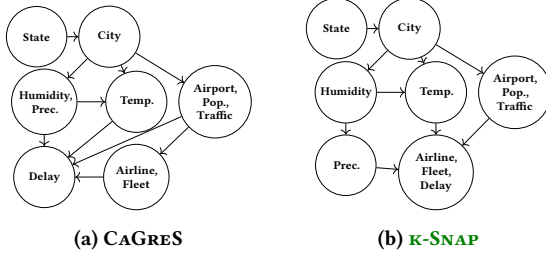 State
City
Humidity,
Prec.
Temp.
Airport,
Pop.,
Traffic
Delay
Airline,
Fleet
(a) CaGreS
State
City
Humidity
Temp.
Airport,
Pop.,
Traffic
Prec.
Airline,
Fleet,
Delay
(b) k-Snap